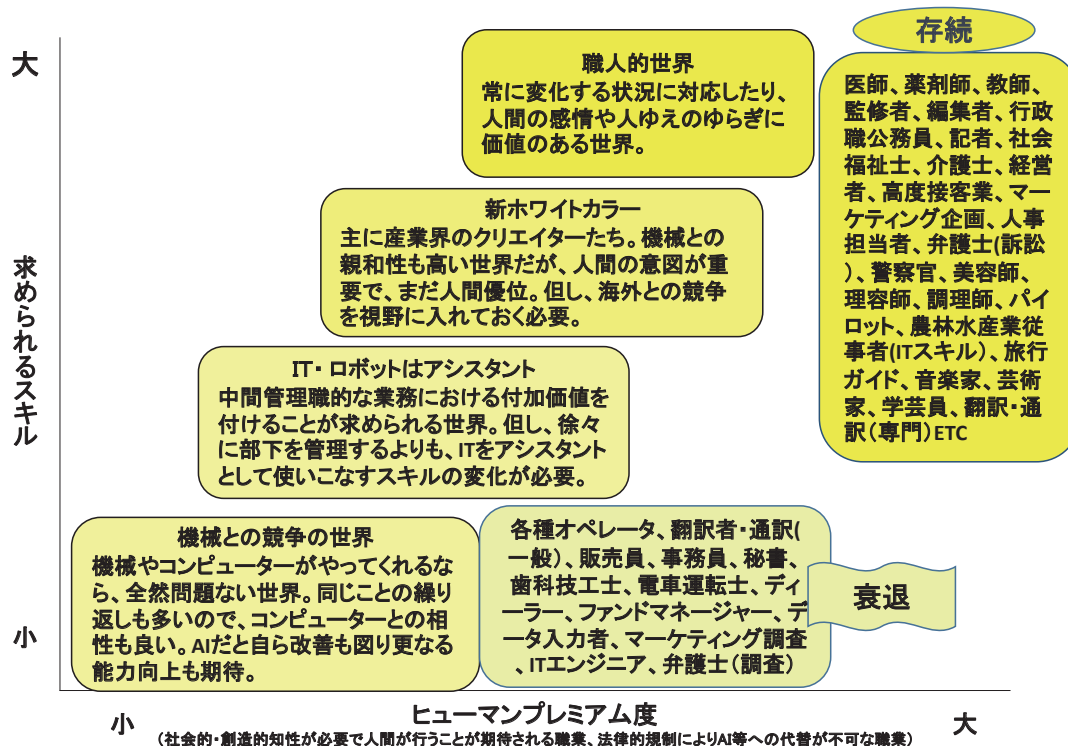 存続
大
職人的世界
常に変化する状況に対応したり、
人間の感情や人ゆえのゆらぎに
価値のある世界。
医師、薬剤師、教師、
監修者、編集者、行政
職公務員、記者、社会
福祉士、介護士、経営
者、高度接客業、マー
ケティング企画、人事
担当者、弁護士(訴訟
)、警察官、美容師、
理容師、調理師、パイ
ロット、農林水産業従
事者(ITスキル)、旅行
ガイド、音楽家、芸術
家、学芸員、翻訳・通
訳(専門)ETC
新ホワイトカラー
主に産業界のクリエイターたち。機械との
親和性も高い世界だが、人間の意図が重
要で、まだ人間優位。但し、海外との競争
を視野に入れておく必要。
求められるスキル
IT・ロボットはアシスタント
中間管理職的な業務における付加価値を
付けることが求められる世界。但し、徐々
に部下を管理するよりも、ITをアシスタント
として使いこなすスキルの変化が必要。
機械との競争の世界
機械やコンピューターがやってくれるな
ら、全然問題ない世界。同じことの繰り
返しも多いので、コンピューターとの相
性も良い。AIだと自ら改善も図り更なる
能力向上も期待。
各種オペレータ、翻訳者・通訳(
一般)、販売員、事務員、秘書、
歯科技工士、電車運転士、ディ
ーラー、ファンドマネージャー、デ
ータ入力者、マーケティング調査
、ITエンジニア、弁護士(調査)
衰退
小
小
ヒューマンプレミアム度
大
(社会的・創造的知性が必要で人間が行うことが期待される職業、法律的規制によりAI等への代替が不可な職業)